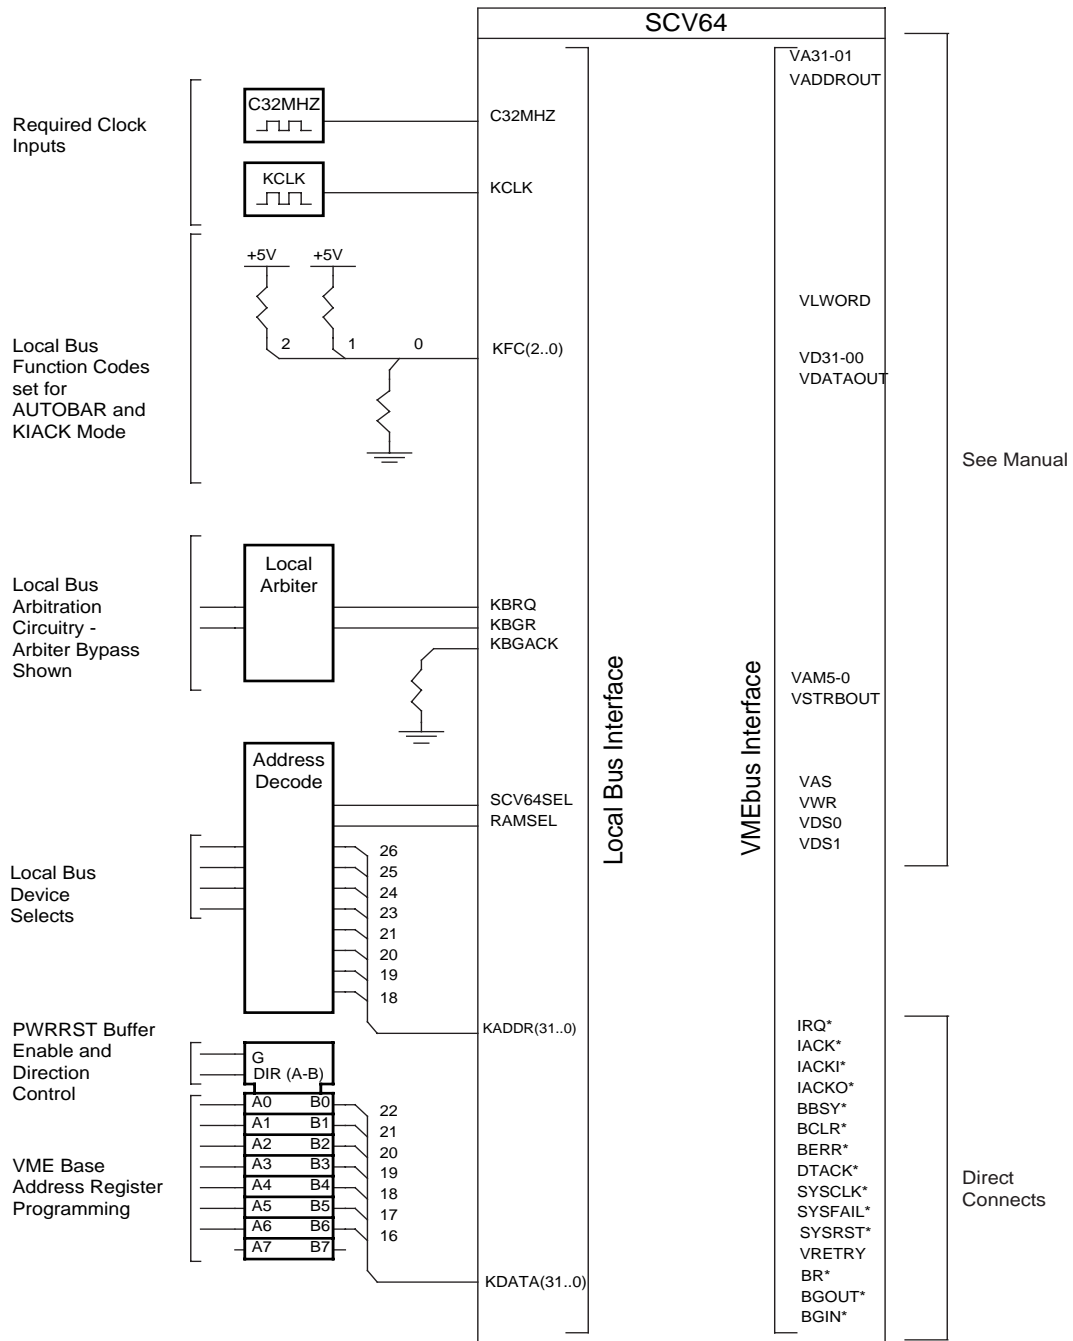 SCV64
VA31-01
VADDROUT
Required Clock
Inputs
C32MHZ
C32MHZ
KCLK
KCLK
+5V
+5V
Local Bus
Function Codes
set for
AUTOBAR and
KIACK Mode
2
1
0
KFC(2..0)
VLWORD
VD31-00
VDATAOUT
See Manual
Local Bus
Arbitration
Circuitry -
Arbiter Bypass
Shown
Local
Arbiter
KBRQ
KBGR
KBGACK
Local Bus Interface
VMEbus Interface
VAM5-0
VSTRBOUT
Address
Decode
SCV64SEL
RAMSEL
VAS
VWR
VDS0
VDS1
Local Bus
Device
Selects
26
25
24
23
21
20
19
18
KADDR(31..0)
PWRRST Buffer
Enable and
Direction
Control
G
DIR (A-B)
VME Base
Address Register
Programming
A0 B0
A1 B1
A2 B2
A3 B3
A4 B4
A5 B5
A6 B6
A7 B7
22
21
20
19
18
17
16
KDATA(31..0)
IRQ*
IACK*
IACKI*
IACKO*
BBSY*
BCLR*
BERR*
DTACK*
SYSCLK*
SYSFAIL*
SYSRST*
VRETRY
BR*
BGOUT*
BGIN*
Direct
Connects